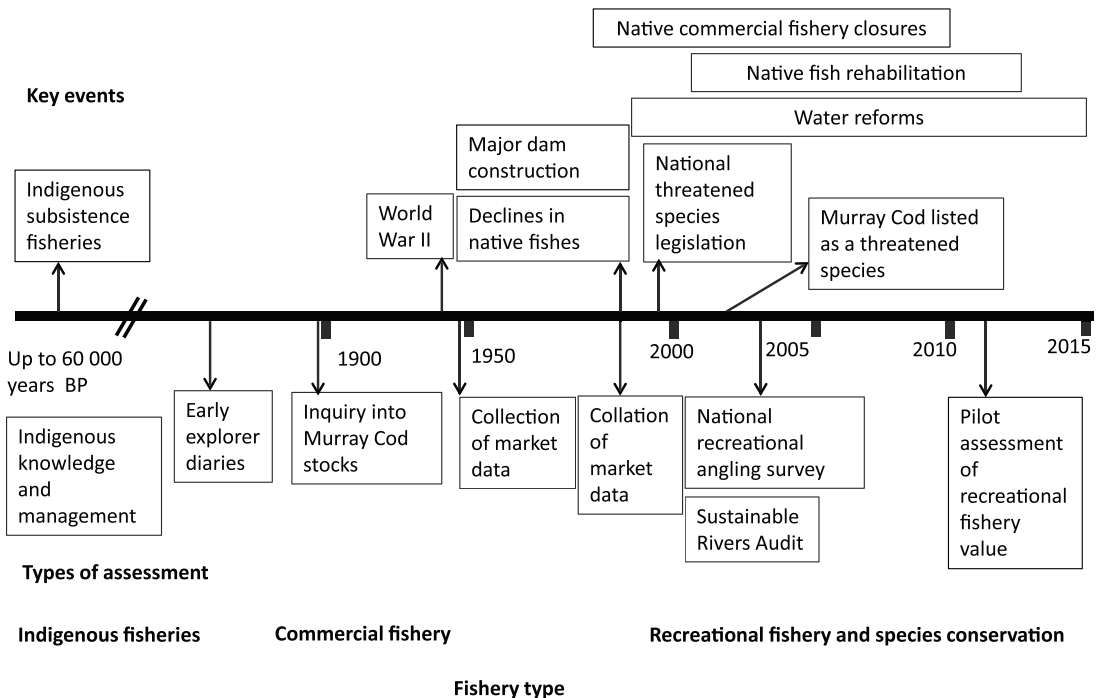 Native commercial fishery closures
Native fish rehabilitation
Key events
Water reforms
Major dam
construction
National
threatened
species
legislation
Indigenous
subsistence
fisheries
World
War II
Declines in
native fishes
Murray Cod listed
as a threatened
species
Up to 60 000
years BP
1900
1950
2000
2005
2010
2015
Indigenous
knowledge
and
management
Early
explorer
diaries
Inquiry into
Murray Cod
stocks
Collection
of market
data
Collation
of
market
data
National
recreational
angling survey
Sustainable
Rivers Audit
Pilot
assessment
of
recreational
fishery
value
Types of assessment
Indigenous fisheries
Commercial fishery
Recreational fishery and species conservation
Fishery type